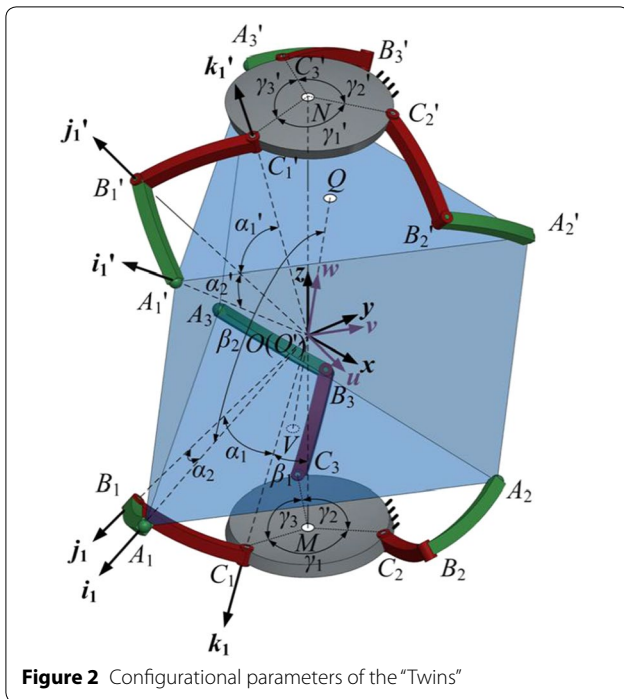 A3'
B3'
k1'
C3'
γ3' γ2'
N
γ1'
C2'
j1'
C1'
Q
B1'
α1'
B2'
A2'
i1'
z w
A1'
α2'
y
v
A3
β2 O(O')
x
u
B3
V
α1
α2
β1 C3
B1
A2
γ3 γ2
j1
A1
M
i1
C1
γ1
C2 B2
k1
Figure 2 Configurational parameters of the "Twins"